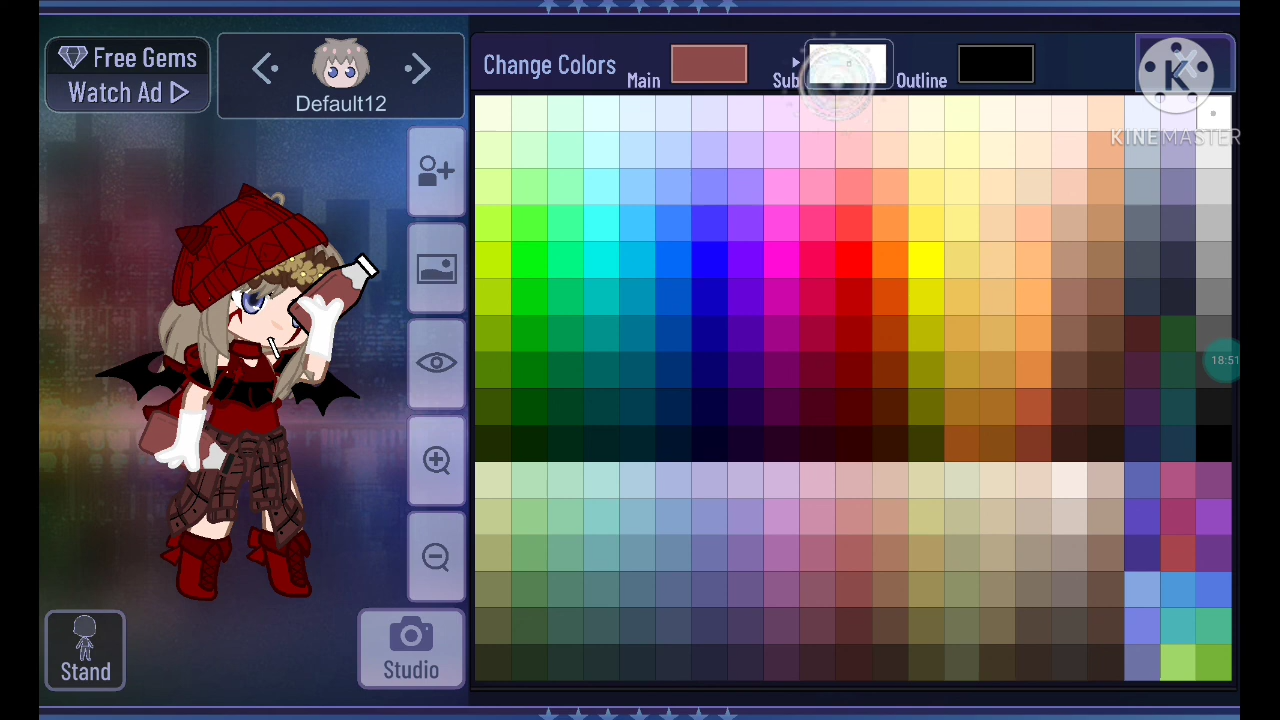 Free Gems
Watch Ad
Default12
Change Colors
Main
Sub
Outline
K
KINEMASTER
18:51
Stand
Studio